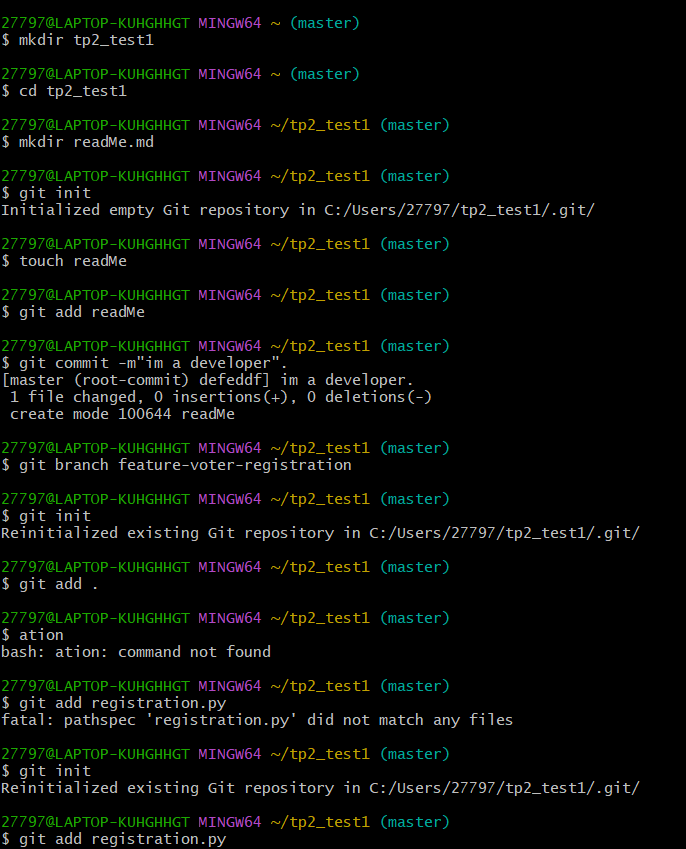 27797@LAPTOP-KUHGHHGT MINGW64 ~ (master)
$ mkdir tp2_test1
27797@LAPTOP-KUHGHHGT MINGW64 ~ (master)
$ cd tp2_test1
27797@LAPTOP-KUHGHHGT MINGW64 ~/tp2_test1 (master)
$ mkdir readMe.md
27797@LAPTOP-KUHGHHGT MINGW64 ~/tp2_test1 (master)
$ git init
Initialized empty Git repository in C:/Users/27797/tp2_test1/.git/
27797@LAPTOP-KUHGHHGT MINGW64 ~/tp2_test1 (master)
$ touch readMe
27797@LAPTOP-KUHGHHGT MINGW64 ~/tp2_test1 (master)
$ git add readMe
27797@LAPTOP-KUHGHHGT MINGW64 ~/tp2_test1 (master)
$ git commit -m"im a developer".
[master (root-commit) defeddf] im a developer.
 1 file changed, 0 insertions(+), 0 deletions(-)
 create mode 100644 readMe
27797@LAPTOP-KUHGHHGT MINGW64 ~/tp2_test1 (master)
$ git branch feature-voter-registration
27797@LAPTOP-KUHGHHGT MINGW64 ~/tp2_test1 (master)
$ git init
Reinitialized existing Git repository in C:/Users/27797/tp2_test1/.git/
27797@LAPTOP-KUHGHHGT MINGW64 ~/tp2_test1 (master)
$ git add .
27797@LAPTOP-KUHGHHGT MINGW64 ~/tp2_test1 (master)
$ ation
bash: ation: command not found
27797@LAPTOP-KUHGHHGT MINGW64 ~/tp2_test1 (master)
$ git add registration.py
fatal: pathspec 'registration.py' did not match any files
27797@LAPTOP-KUHGHHGT MINGW64 ~/tp2_test1 (master)
$ git init
Reinitialized existing Git repository in C:/Users/27797/tp2_test1/.git/
27797@LAPTOP-KUHGHHGT MINGW64 ~/tp2_test1 (master)
$ git add registration.py